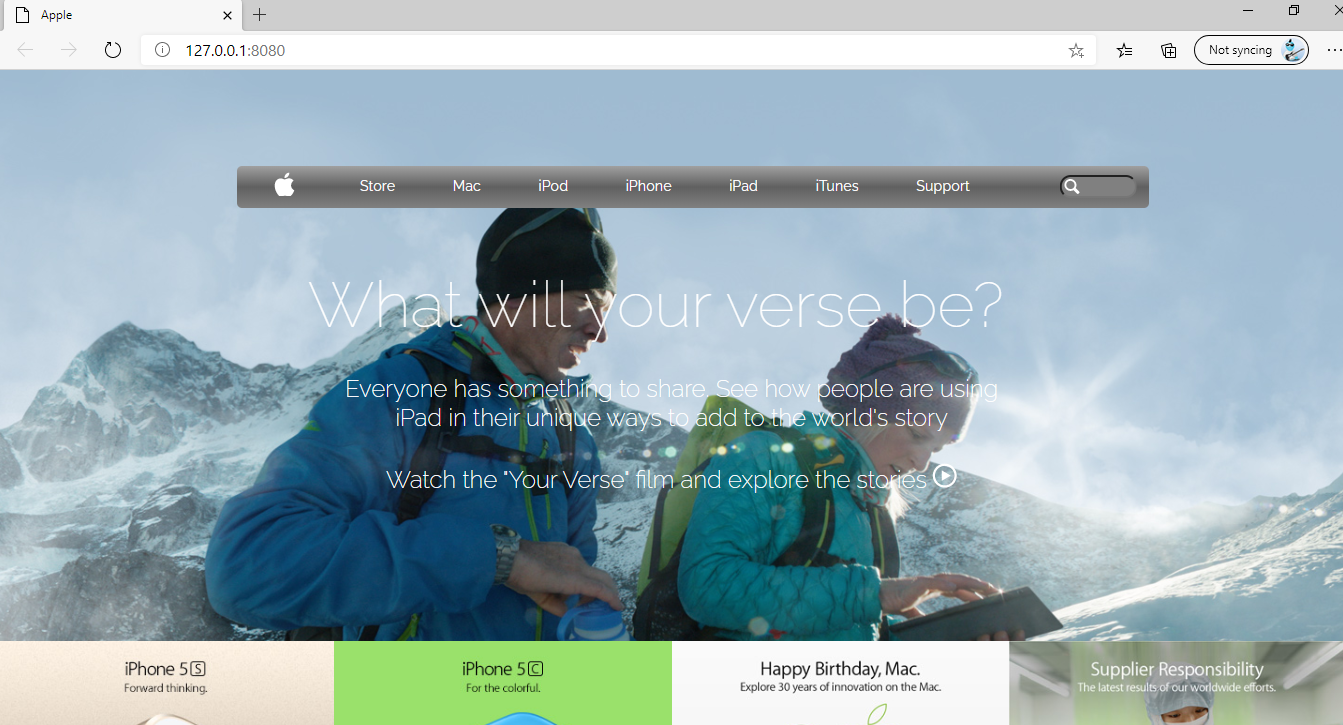 Apple
127.0.0.1:8080
Not syncing
Store Mac iPod iPhone iPad iTunes Support
What will your verse be?
Everyone has something to share. See how people are using
iPad in their unique ways to add to the world's story
Watch the "Your Verse" film and explore the stories
iPhone 5S
Forward thinking.
iPhone 5C
For the colorful.
Happy Birthday, Mac.
Explore 30 years of innovation on the Mac.
Supplier Responsibility
The latest results of our worldwide efforts.